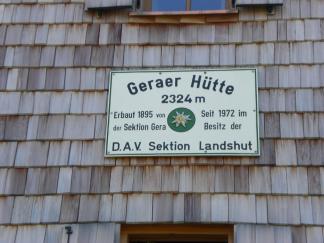 Geraer Hütte
2324 m
Erbaut 1895 von Seit 1972 im
der Sektion Gera Besitz der
D.A.V. Sektion Landshut